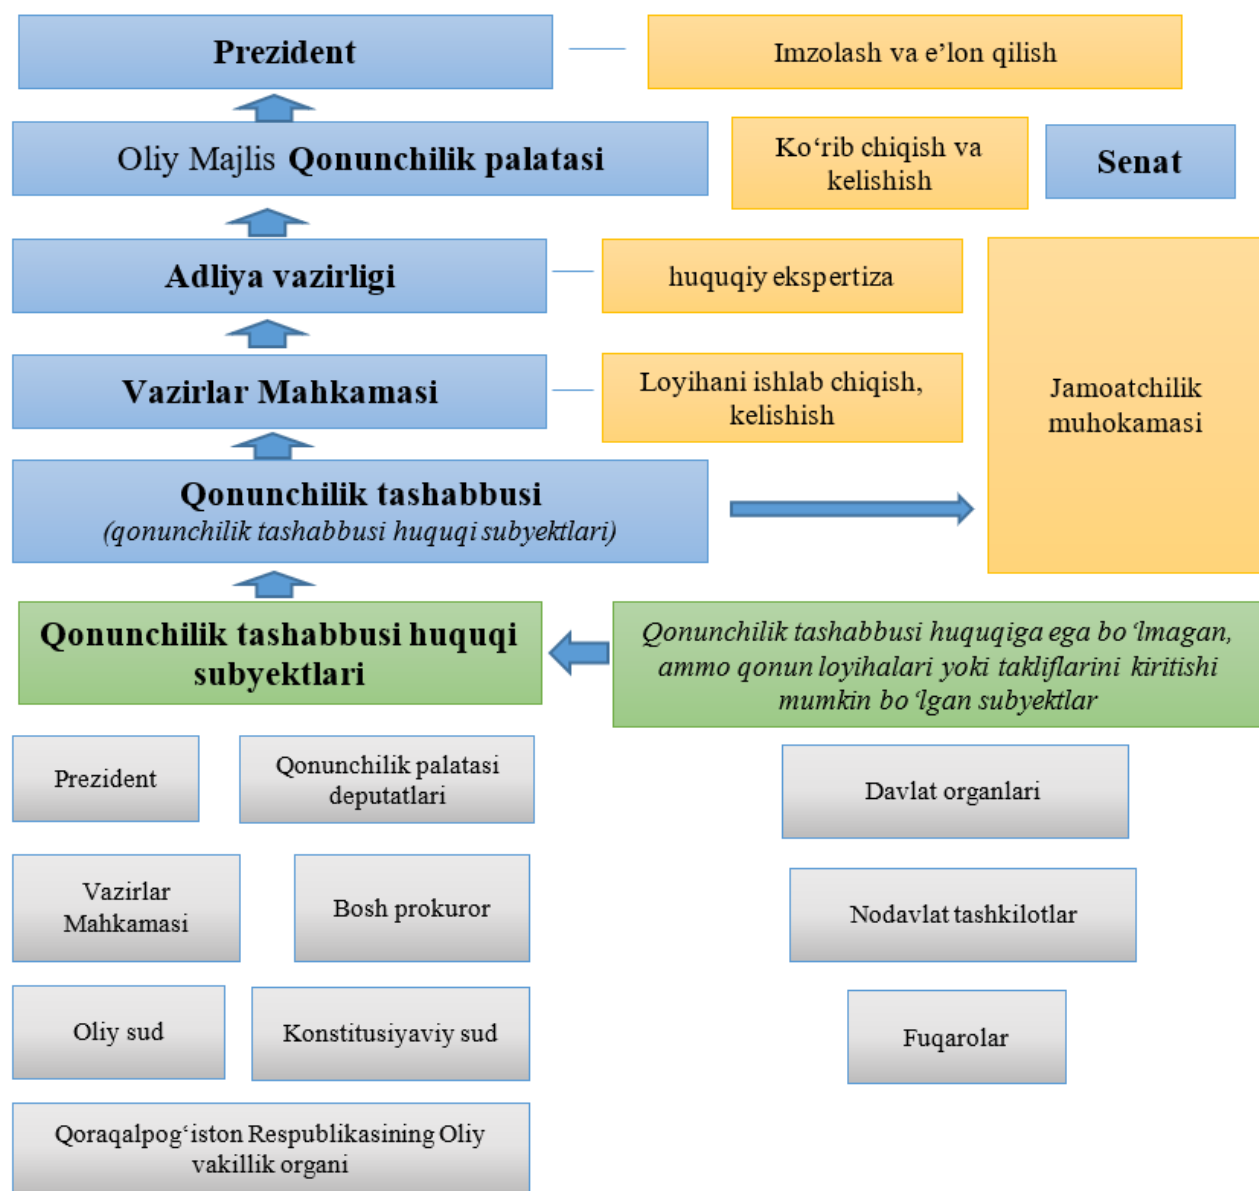 Prezident
Imzolash va e’lon qilish
Oliy Majlis Qonunchilik palatasi
Ko‘rib chiqish va
kelishish
Senat
Adliya vazirligi
huquqiy ekspertiza
Vazirlar Mahkamasi
Loyihani ishlab chiqish,
kelishish
Jamoatchilik
muhokamasi
Qonunchilik tashabbusi
(qonunchilik tashabbusi huquqi subyektlari)
Qonunchilik tashabbusi huquqi
subyektlari
Qonunchilik tashabbusi huquqiga ega bo‘lmagan,
ammo qonun loyihalari yoki takliflarini kiritishi
mumkin bo‘lgan subyektlar
Prezident
Qonunchilik palatasi
deputatlari
Davlat organlari
Vazirlar
Mahkamasi
Bosh prokuror
Nodavlat tashkilotlar
Oliy sud
Konstitusiyaviy sud
Fuqarolar
Qoraqalpog‘iston Respublikasining Oliy
vakillik organi